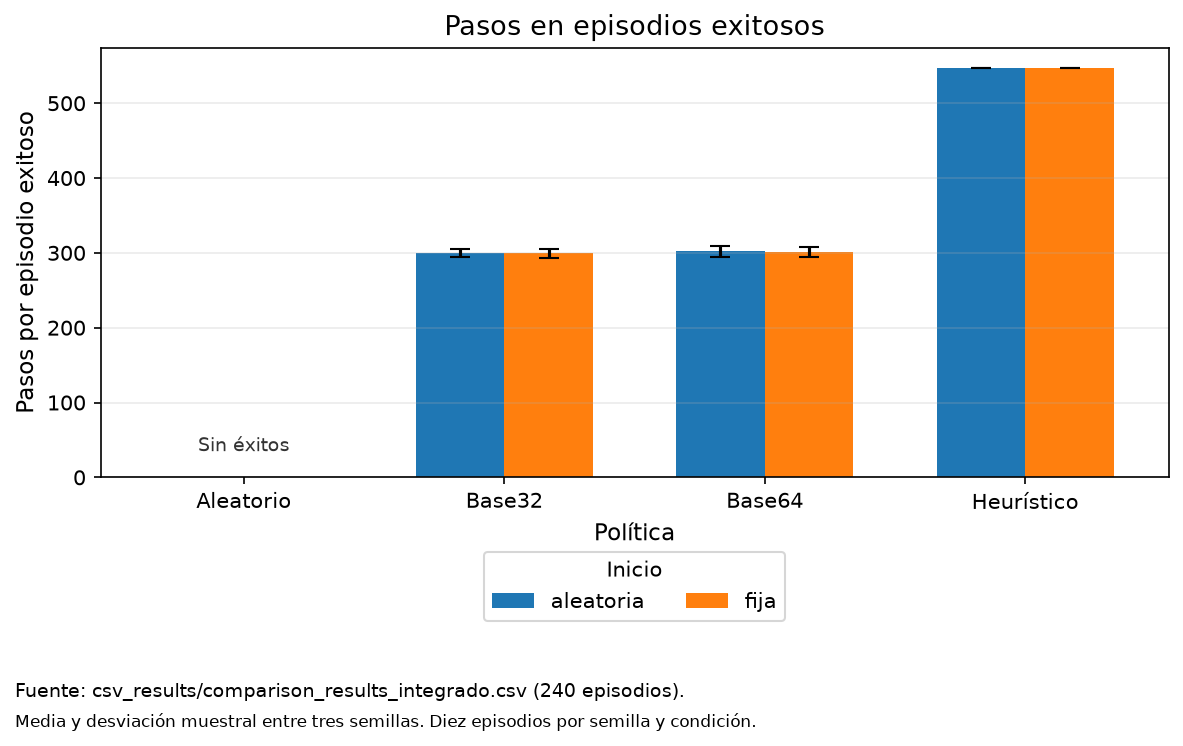 Pasos en episodios exitosos
Pasos por episodio exitoso
500
400
300
200
100
0
Sin éxitos
Aleatorio Base32 Base64 Heurístico
Política
Inicio
aleatoria fija
Fuente: csv_results/comparison_results_integrado.csv (240 episodios).
Media y desviación muestral entre tres semillas. Diez episodios por semilla y condición.